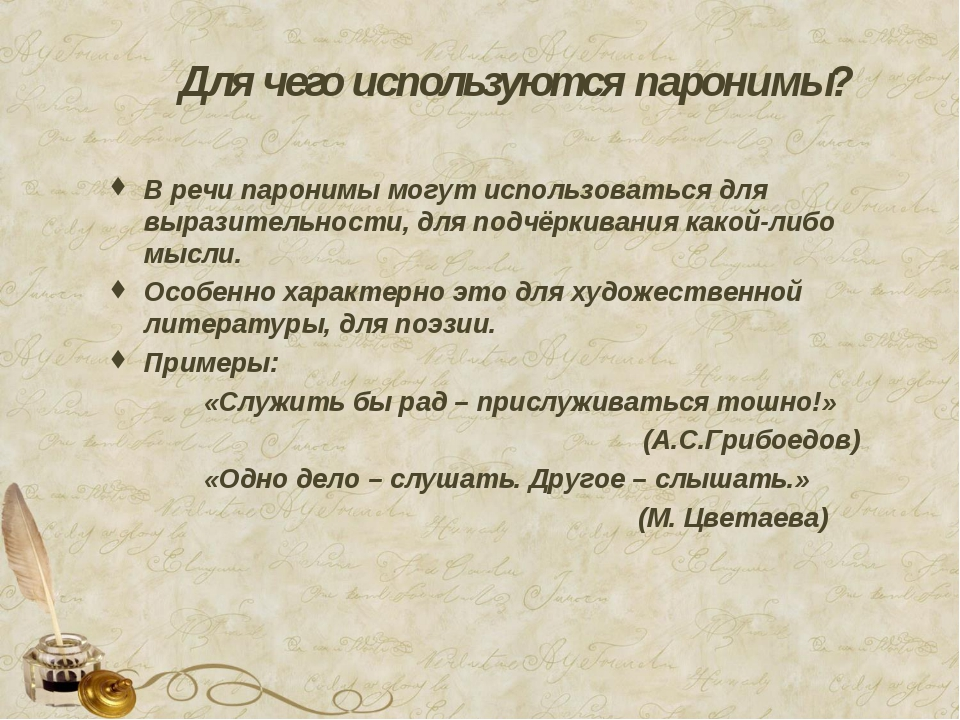 Для чего используются паронимы?
♦ В речи паронимы могут использоваться для
выразительности, для подчёркивания какой-либо
мысли.
♦ Особенно характерно это для художественной
литературы, для поэзии.
♦ Примеры:
«Служить бы рад – прислуживаться тошно!»
(А.С.Грибоедов)
«Одно дело – слушать. Другое – слышать.»
(М. Цветаева)